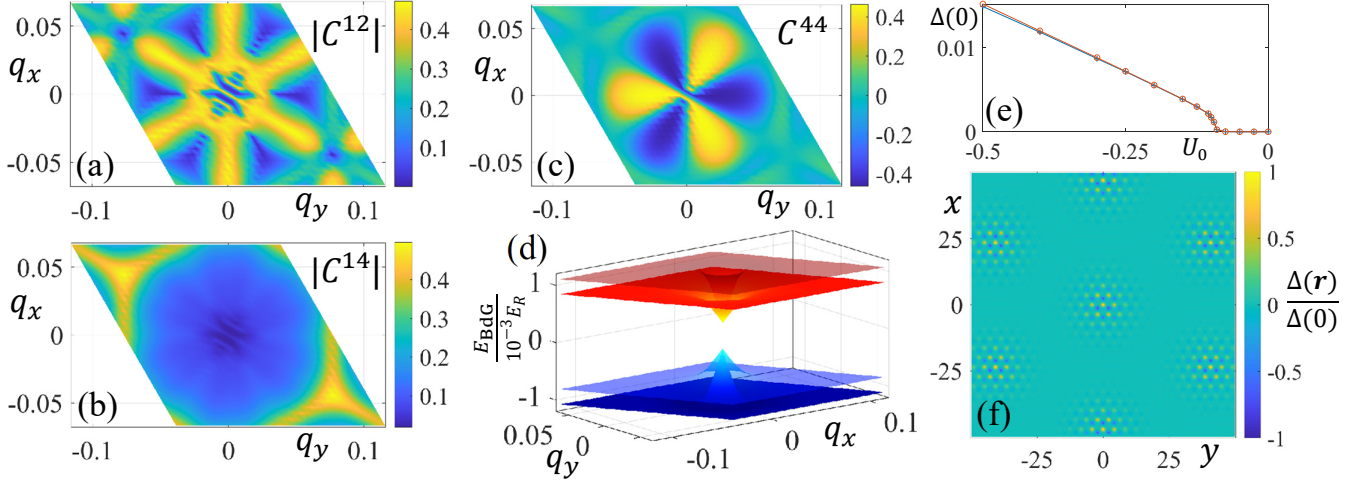 0.05
0
-0.05
q_x
-0.1
0
0.1
q_y
(a)
|C^{12}|
0.4
0.3
0.2
0.1
0.05
0
-0.05
q_x
-0.1
0
0.1
q_y
(b)
|C^{14}|
0.4
0.3
0.2
0.1
0.05
0
-0.05
q_x
-0.1
0
0.1
q_y
(c)
C^{44}
0.4
0.2
0
-0.2
-0.4
(d)
E_{BdG}
10^{-3}E_R
1
0
-1
0.05
0
-0.05
q_y
-0.1
0
0.1
q_x
Δ(0)
0.01
0
-0.5
-0.25
0
U_0
(e)
x
25
0
-25
-25
0
25
y
(f)
1
0.5
0
-0.5
-1
Δ(r)
Δ(0)